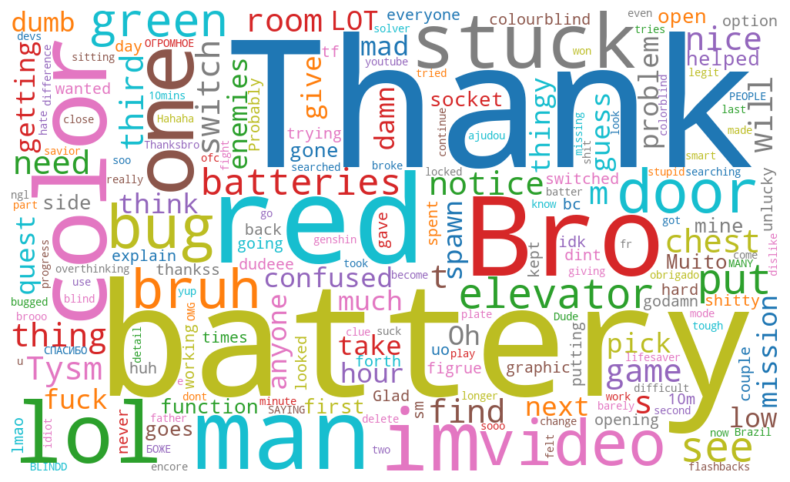 dumb
devs
sitting
ОГРОМНОЕ
green
room
LOT
everyone
solver
tries
even
colourblind
open
option
nice
helped
stuck
Thank
mad
tf
youtube
tried
won
legit
day
getting
wanted
hate
difference
10mins
Hahaha
third
one
switch
enemies
Probably
give
damn
socket
thingy
guess
problem
will
PEOPLE
colorblind
look
last
made
close
savior
Thanksbro
soo
ofc
fight
trying
gone
searched
broke
continue
ajudou
missing
shit
smart
need
color
really
ngl
part
side
think
batteries
red
locked
switched
notice
batter
m
bc
know
stupid
searching
door
unlucky
bug
quest
explain
overthinking
progress
bugged
use
blind
brooo
back
going
go
genshin
gave
spent
spawn
t
kept
idk
dint
giving
Bro
got
fr
mine
chest
come
Muito
obrigado
MANY
dislike
put
thankss
dudeee
took
become
confused
bruh
yup
OMG
anyone
much
elevator
hard
godamn
shitty
thing
СПАСИБО
u
Tysm
detail
huh
times
working
dont
looked
hour
take
Oh
forth
uo
figrue
plate
clue
suck
play
putting
graphic
tough
mode
Dude
lifesaver
couple
mission
battery
pick
game
s
10m
second
low
difficult
work
barely
fuck
lmao
idiot
never
BLINDD
goes
function
father
БОЖЕ
minute
SAYING
first
e
encore
delete
two
sm
Glad
find
next
longer
sooo
change
felt
opening
now
Brazil
flashbacks
lol
man
im
video
see